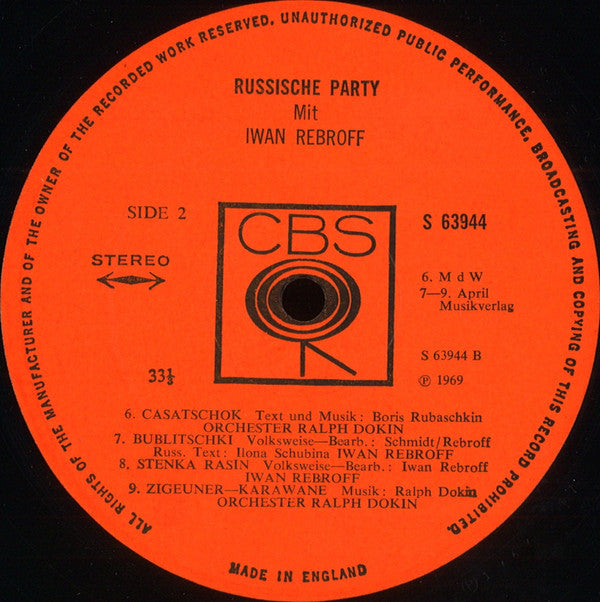 ALL RIGHTS OF THE MANUFACTURER AND OF THE OWNER OF THE RECORDED WORK RESERVED. UNAUTHORIZED PUBLIC PERFORMANCE, BROADCASTING AND COPYING OF THIS RECORD PROHIBITED.
RUSSISCHE PARTY
Mit
IWAN REBROFF
SIDE 2
CBS
S 63944
STEREO
6. M d W
7—9. April
Musikverlag
S 63944 B
33⅓
℗ 1969
6. CASATSCHOK Text und Musik: Boris Rubaschkin
ORCHESTER RALPH DOKIN
7. BUBLITSCHKI Volksweise—Bearb.: Schmidt/Rebroff
Russ. Text: Ilona Schubina IWAN REBROFF
8. STENKA RASIN Volksweise—Bearb.: Iwan Rebroff
IWAN REBROFF
9. ZIGEUNER—KARAWANE Musik: Ralph Dokin
ORCHESTER RALPH DOKIN
MADE IN ENGLAND